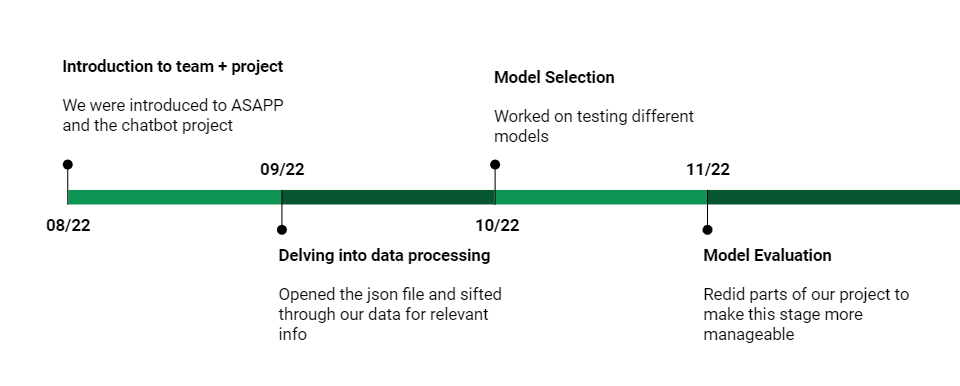 Introduction to team + project
We were introduced to ASAPP
and the chatbot project
08/22
09/22
Delving into data processing
Opened the json file and sifted
through our data for relevant
info
Model Selection
Worked on testing different
models
10/22
11/22
Model Evaluation
Redid parts of our project to
make this stage more
manageable